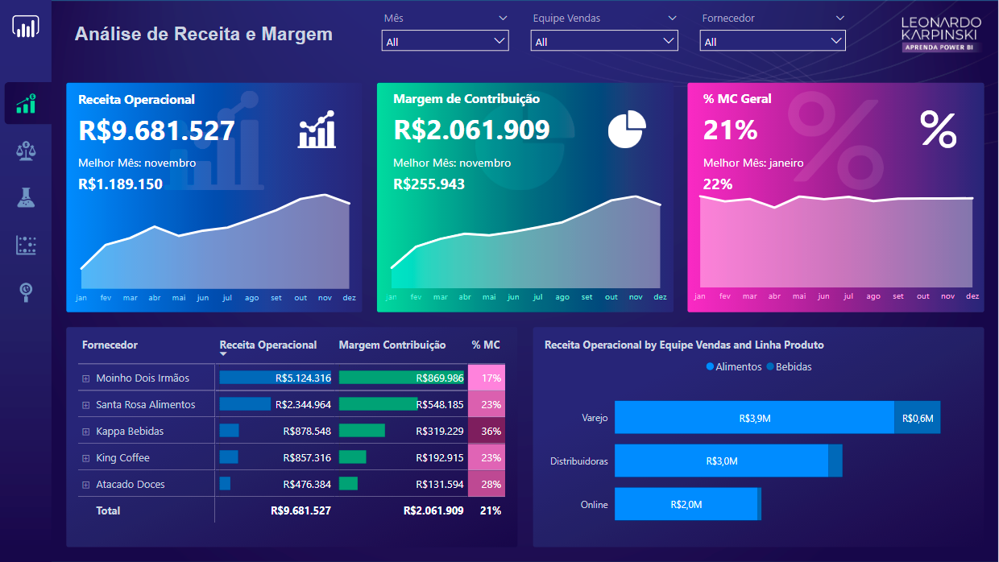 Análise de Receita e Margem
Mês
All
Equipe Vendas
All
Fornecedor
All
LEONARDO
KARPINSKI
APRENDA POWER BI
Receita Operacional
R$9.681.527
Melhor Mês: novembro
R$1.189.150
jan fev mar abr mai jun jul ago set out nov dez
Margem de Contribuição
R$2.061.909
Melhor Mês: novembro
R$255.943
jan fev mar abr mai jun jul ago set out nov dez
% MC Geral
21%
%
Melhor Mês: janeiro
22%
jan fev mar abr mai jun jul ago set out nov dez
Fornecedor Receita Operacional Margem Contribuição % MC
Moinho Dois Irmãos R$5.124.316 R$869.986 17%
Santa Rosa Alimentos R$2.344.964 R$548.185 23%
Kappa Bebidas R$878.548 R$319.229 36%
King Coffee R$857.316 R$192.915 23%
Atacado Doces R$476.384 R$131.594 28%
Total R$9.681.527 R$2.061.909 21%
Receita Operacional by Equipe Vendas and Linha Produto
Alimentos Bebidas
Varejo R$3,9M R$0,6M
Distribuidoras R$3,0M
Online R$2,0M